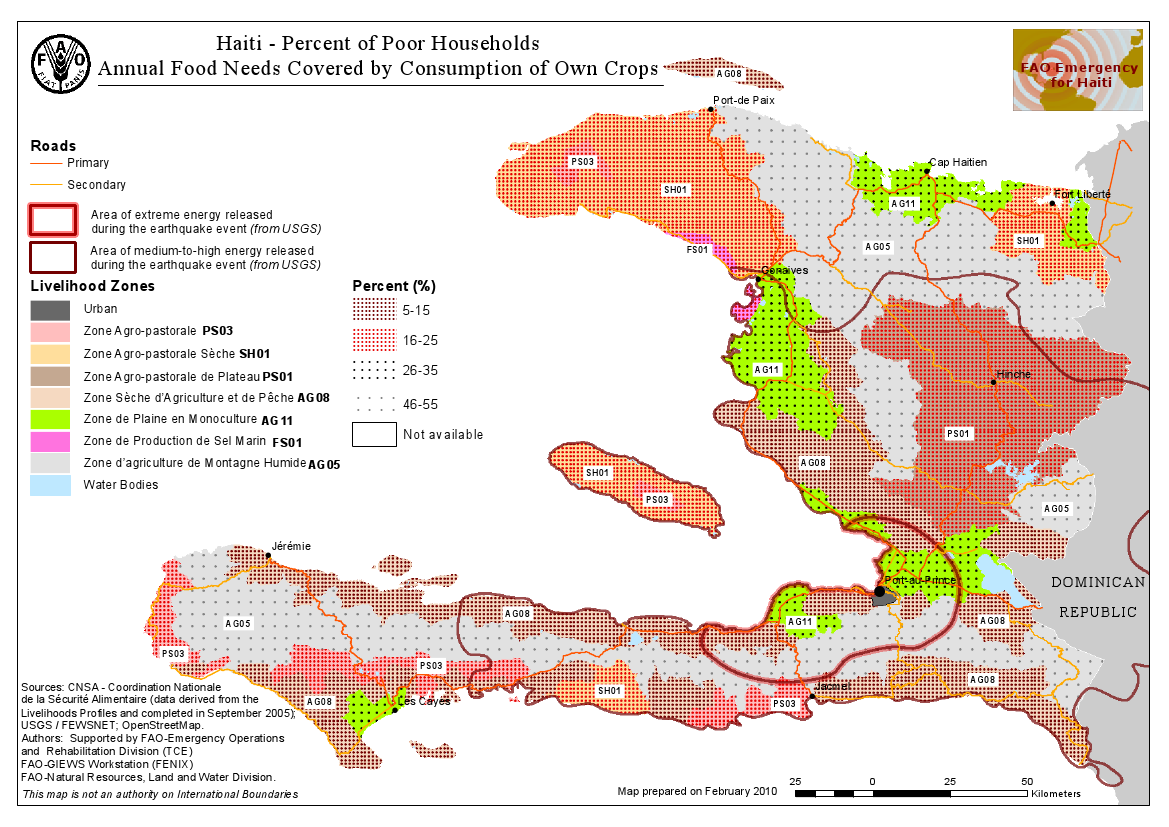 Haiti - Percent of Poor Households
Annual Food Needs Covered by Consumption of Own Crops
F A O
FIAT PANIS
FAO Emergency
for Haiti
Roads
Primary
Secondary
Area of extreme energy released
during the earthquake event (from USGS)
Area of medium-to-high energy released
during the earthquake event (from USGS)
Livelihood Zones
Urban
Zone Agro-pastorale PS03
Zone Agro-pastorale Sèche SH01
Zone Agro-pastorale de Plateau PS01
Zone Sèche d'Agriculture et de Pêche AG08
Zone de Plaine en Monoculture AG11
Zone de Production de Sel Marin FS01
Zone d'agriculture de Montagne Humide AG05
Water Bodies
Percent (%)
5-15
16-25
26-35
46-55
Not available
AG08
Port-de Paix
PS03
SH01
Cap Haitien
Fort Liberté
AG11
SH01
AG05
FS01
Gonaives
AG11
Hinche
PS01
AG08
SH01
PS03
AG05
Jérémie
Port-au-Prince
DOMINICAN
REPUBLIC
AG08
AG05
AG11
AG08
PS03
PS03
AG08
SH01
AG08
Jacmel
PS03
Les Cayes
AG08
Sources: CNSA - Coordination Nationale
de la Sécurité Alimentaire (data derived from the
Livelihoods Profiles and completed in September 2005);
USGS / FEWSNET; OpenStreetMap.
Authors: Supported by FAO-Emergency Operations
and Rehabilitation Division (TCE)
FAO-GIEWS Workstation (FENIX)
FAO-Natural Resources, Land and Water Division.
This map is not an authority on International Boundaries
Map prepared on February 2010
25 0 25 50
Kilometers